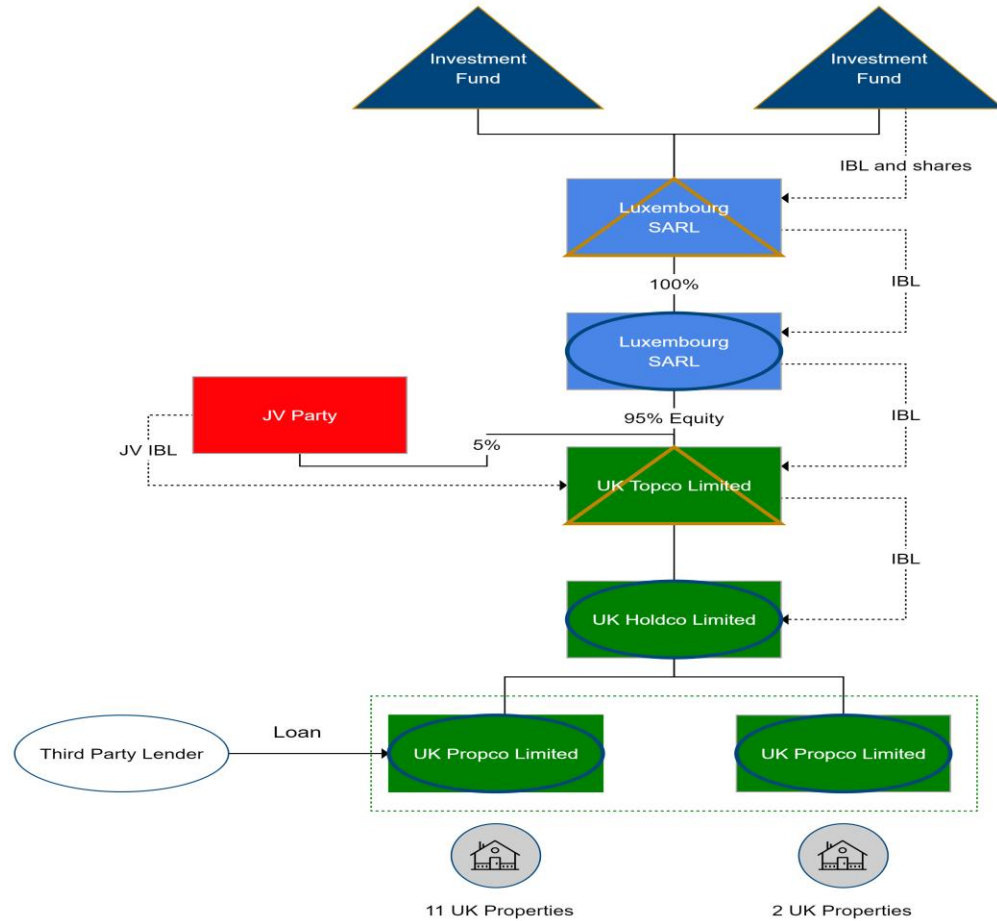 Investment
Fund
Investment
Fund
IBL and shares
Luxembourg
SARL
IBL
100%
Luxembourg
SARL
IBL
JV Party
95% Equity
5%
JV IBL
UK Topco Limited
IBL
UK Holdco Limited
Loan
Third Party Lender
UK Propco Limited
UK Propco Limited
11 UK Properties
2 UK Properties